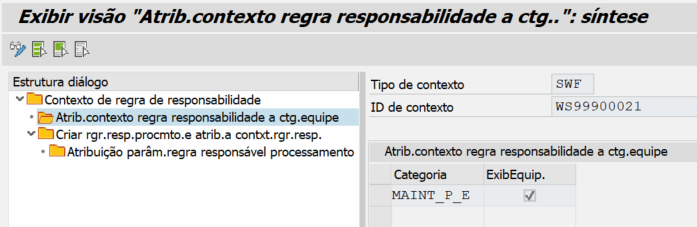 Exibir visão "Atrib.contexto regra responsabilidade a ctg..": síntese
Estrutura diálogo
Contexto de regra de responsabilidade
Atrib.contexto regra responsabilidade a ctg.equipe
Criar rgr.resp.procmto.e atrib.a contxt.rgr.resp.
Atribuição parâm.regra responsável processamento
Tipo de contexto SWF
ID de contexto WS99900021
Atrib.contexto regra responsabilidade a ctg.equipe
Categoria ExibEquip.
MAINT_P_E